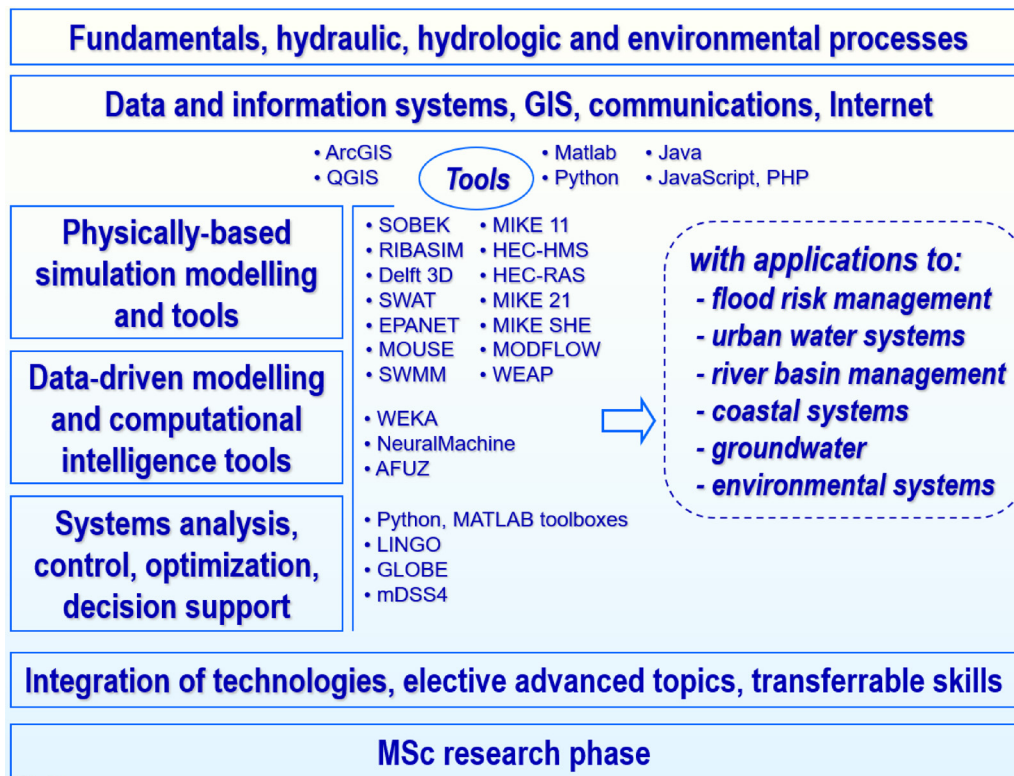 Fundamentals, hydraulic, hydrologic and environmental processes
Data and information systems, GIS, communications, Internet
• ArcGIS
• QGIS
Tools
• Matlab
• Python
• Java
• JavaScript, PHP
Physically-based
simulation modelling
and tools
• SOBEK
• RIBASIM
• Delft 3D
• SWAT
• EPANET
• MOUSE
• SWMM
• MIKE 11
• HEC-HMS
• HEC-RAS
• MIKE 21
• MIKE SHE
• MODFLOW
• WEAP
Data-driven modelling
and computational
intelligence tools
• WEKA
• NeuralMachine
• AFUZ
Systems analysis,
control, optimization,
decision support
• Python, MATLAB toolboxes
• LINGO
• GLOBE
• mDSS4
with applications to:
- flood risk management
- urban water systems
- river basin management
- coastal systems
- groundwater
- environmental systems
Integration of technologies, elective advanced topics, transferrable skills
MSc research phase